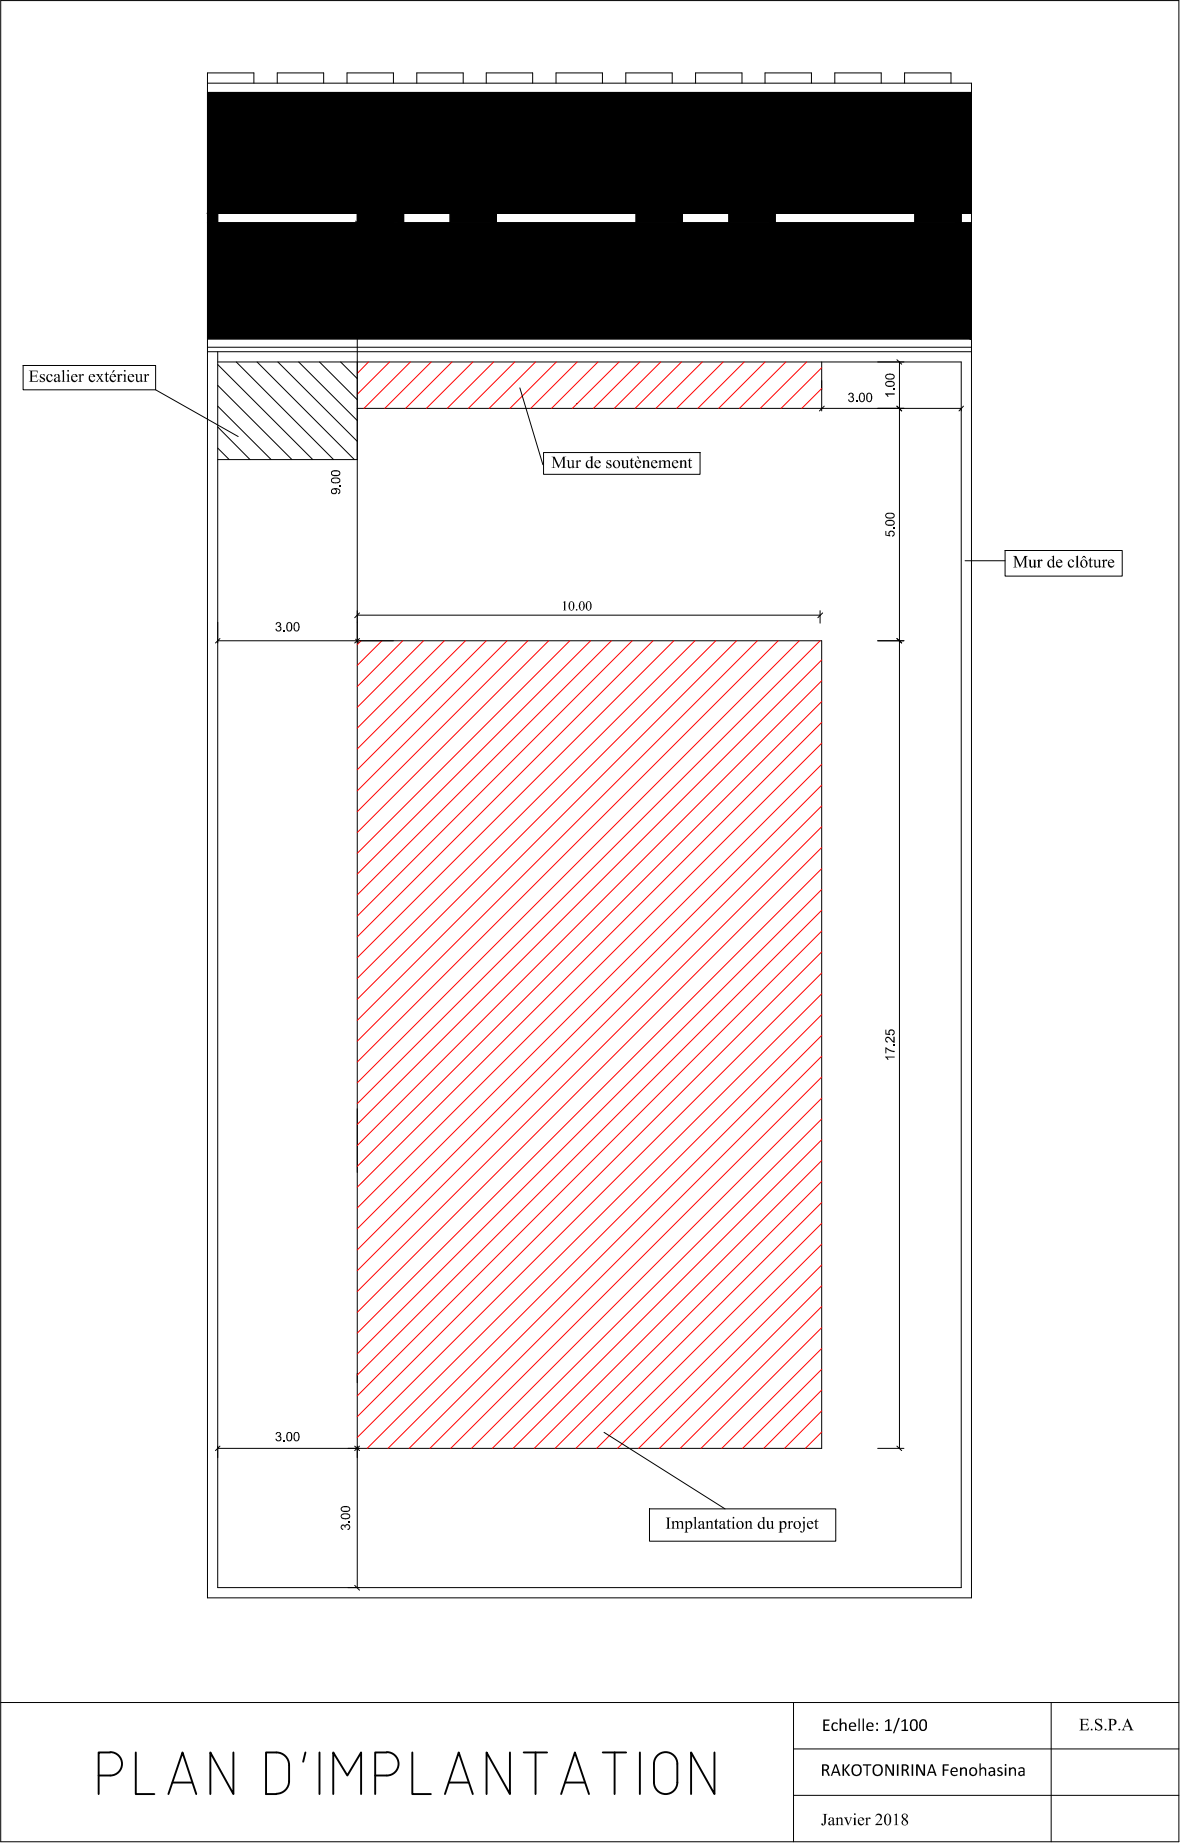 Escalier extérieur
1.00
3.00
Mur de soutènement
9.00
5.00
Mur de clôture
10.00
3.00
17.25
3.00
3.00
Implantation du projet
PLAN D'IMPLANTATION
Echelle: 1/100
E.S.P.A
RAKOTONIRINA Fenohasina
Janvier 2018